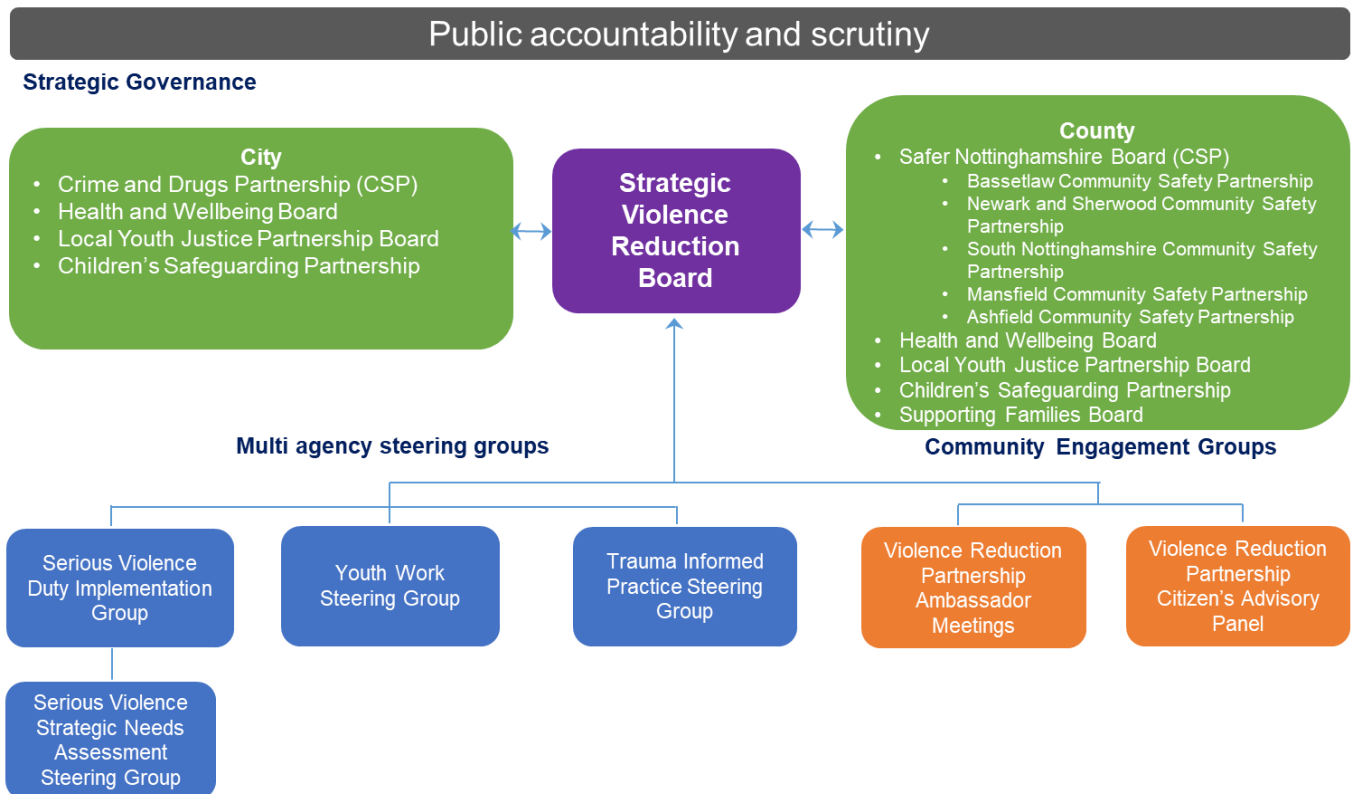 Public accountability and scrutiny
Strategic Governance
City
• Crime and Drugs Partnership (CSP)
• Health and Wellbeing Board
• Local Youth Justice Partnership Board
• Children’s Safeguarding Partnership
Strategic
Violence
Reduction
Board
County
• Safer Nottinghamshire Board (CSP)
• Bassetlaw Community Safety Partnership
• Newark and Sherwood Community Safety
Partnership
• South Nottinghamshire Community Safety
Partnership
• Mansfield Community Safety Partnership
• Ashfield Community Safety Partnership
• Health and Wellbeing Board
• Local Youth Justice Partnership Board
• Children’s Safeguarding Partnership
• Supporting Families Board
Multi agency steering groups
Community Engagement Groups
Serious Violence
Duty Implementation
Group
Youth Work
Steering Group
Trauma Informed
Practice Steering
Group
Violence Reduction
Partnership
Ambassador
Meetings
Violence Reduction
Partnership
Citizen’s Advisory
Panel
Serious Violence
Strategic Needs
Assessment
Steering Group